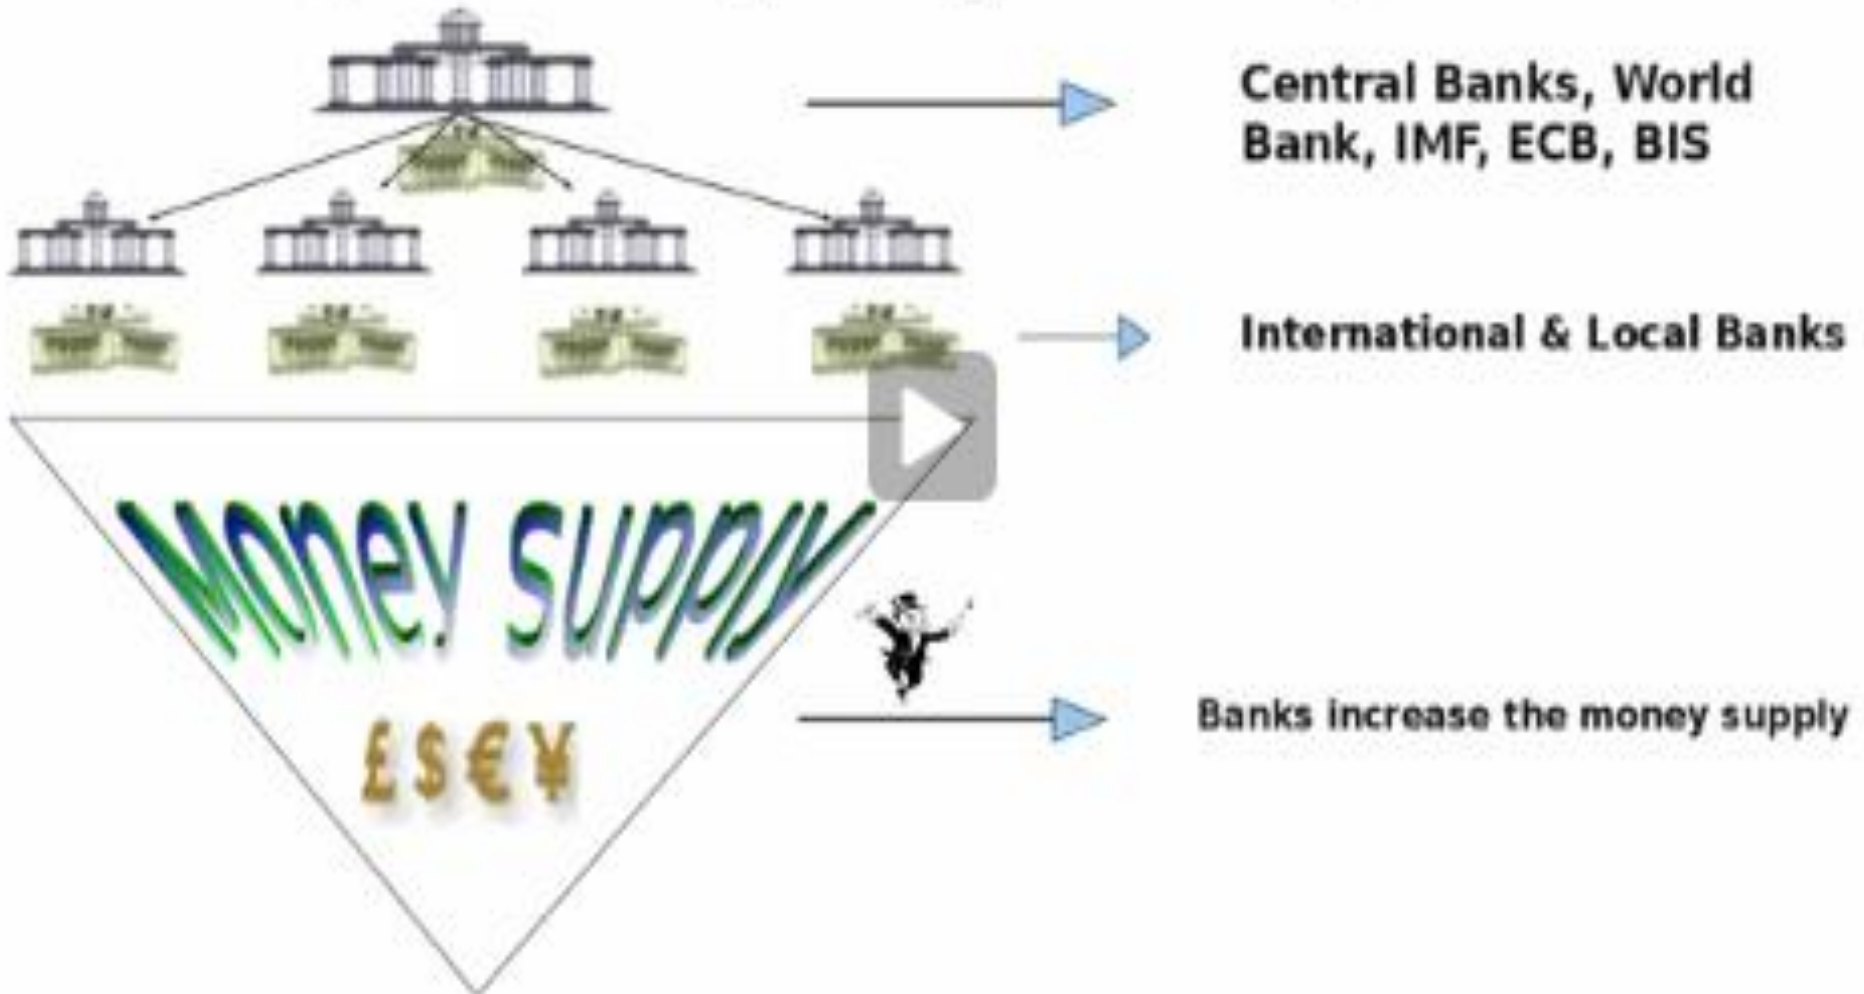 Central Banks, World
Bank, IMF, ECB, BIS
International & Local Banks
Money supply
£ $ € ¥
Banks increase the money supply